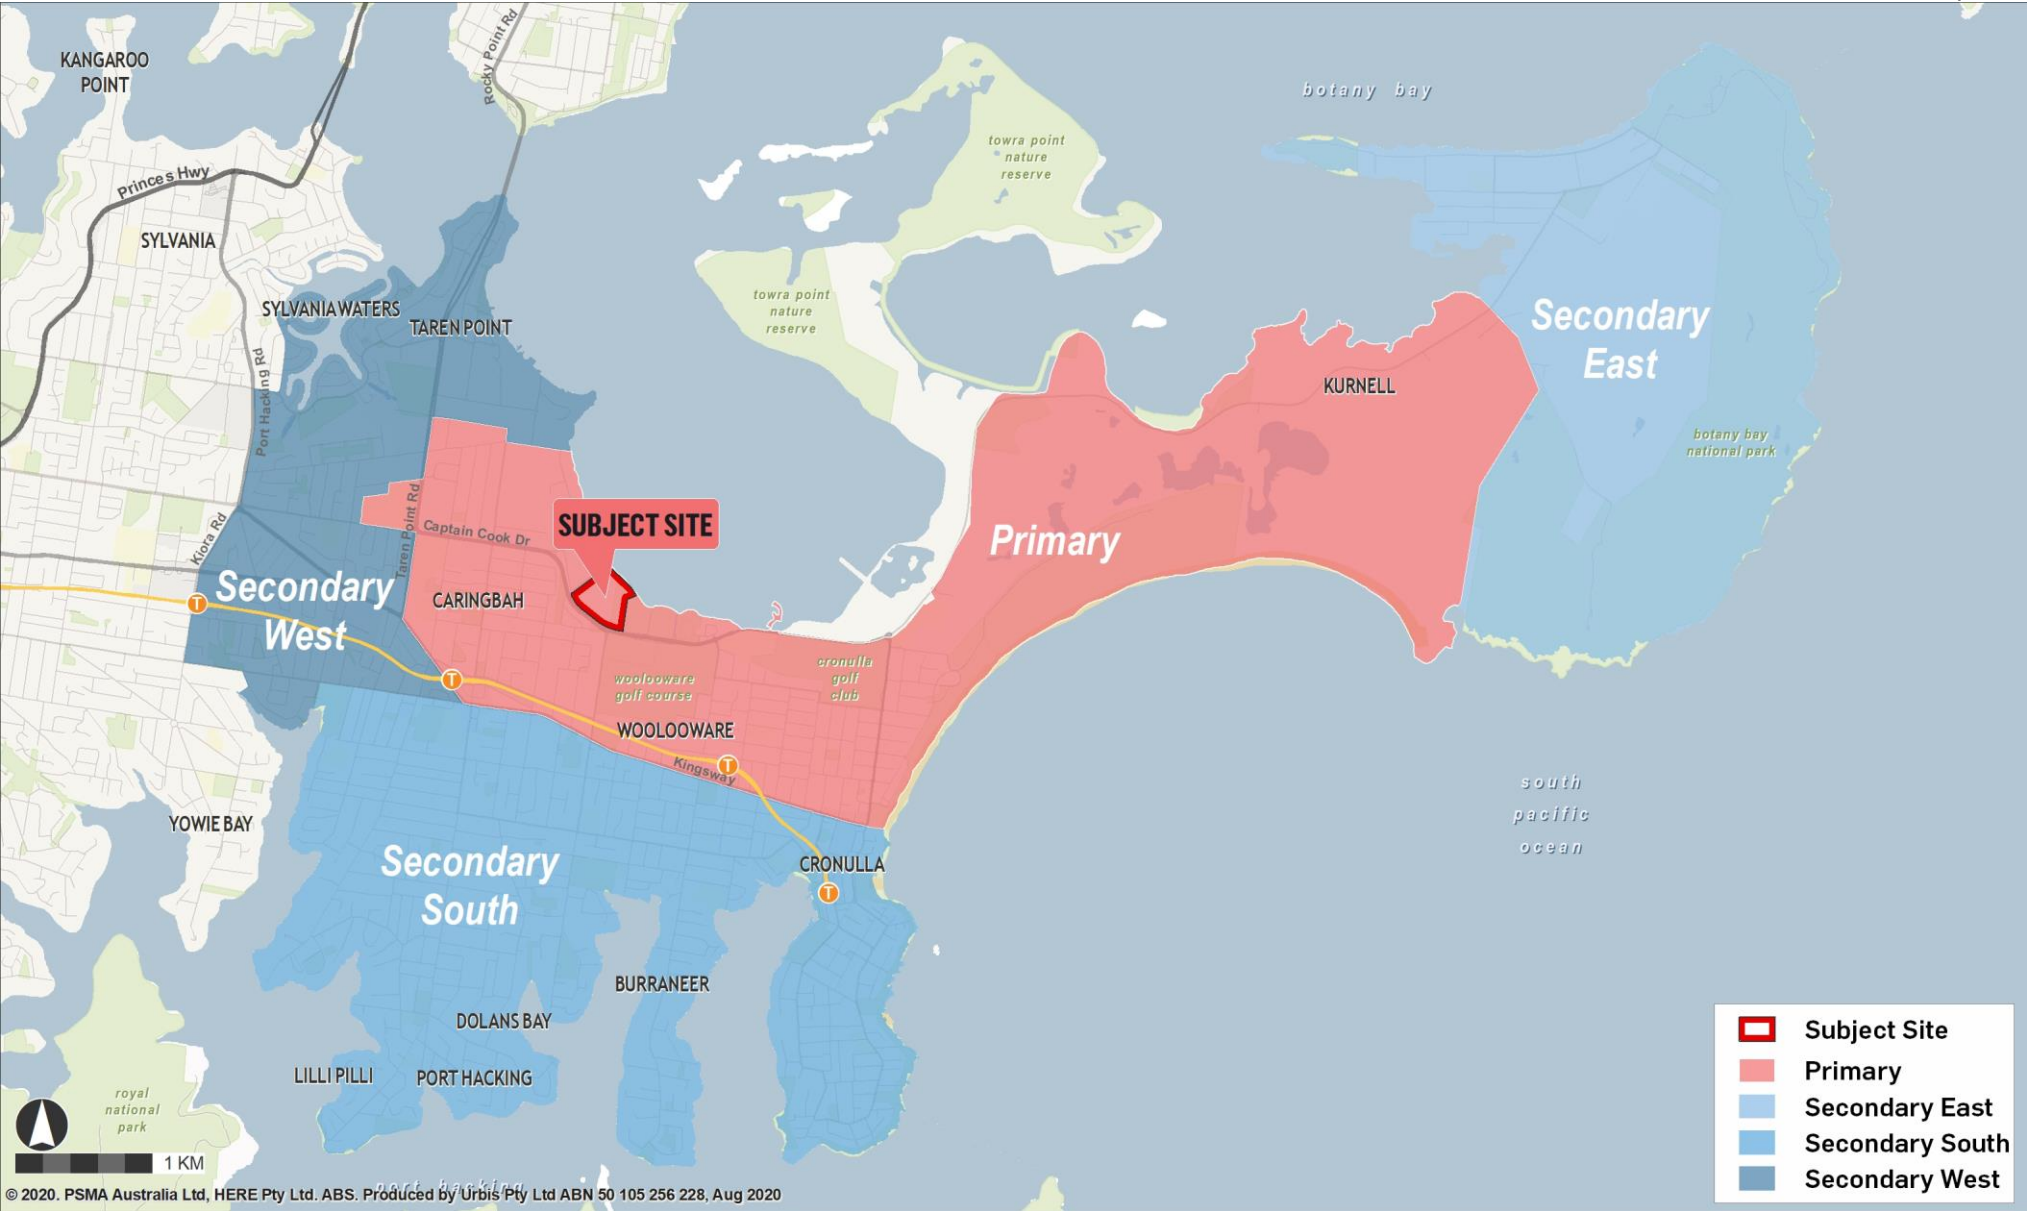 KANGAROO
POINT
Rocky Point Rd
botany bay
towra point
nature
reserve
Princes Hwy
SYLVANIA
SYLVANIA WATERS
TAREN POINT
towra point
nature
reserve
Secondary
East
KURNELL
Port Hacking Rd
botany bay
national park
Taren Point Rd
Captain Cook Dr
SUBJECT SITE
Primary
Kiora Rd
Secondary
West
T
CARINGBAH
T
woolooware
golf course
cronulla
golf
club
WOOLOOWARE
Kingsway
T
south
pacific
ocean
YOWIE BAY
Secondary
South
CRONULLA
T
BURRANEER
DOLANS BAY
LILLI PILLI
PORT HACKING
royal
national
park
1 KM
port hacking
© 2020. PSMA Australia Ltd, HERE Pty Ltd. ABS. Produced by Urbis Pty Ltd ABN 50 105 256 228, Aug 2020
Subject Site
Primary
Secondary East
Secondary South
Secondary West